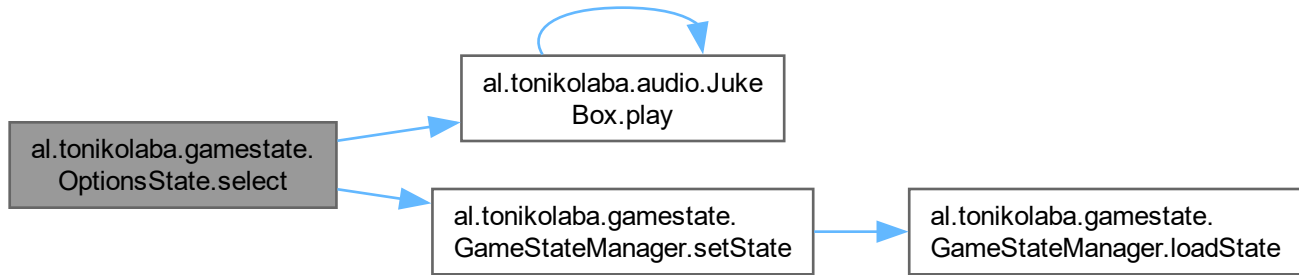 al.tonikolaba.gamestate.
OptionsState.select
al.tonikolaba.audio.Juke
Box.play
al.tonikolaba.gamestate.
GameStateManager.setState
al.tonikolaba.gamestate.
GameStateManager.loadState